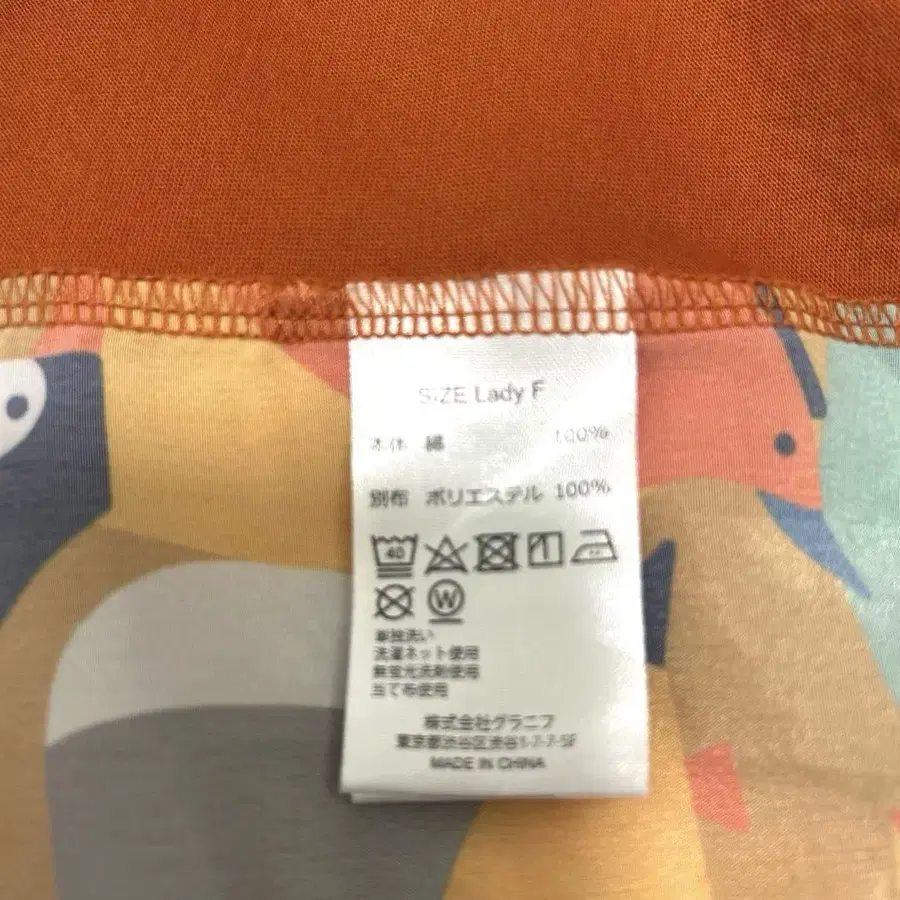 SIZE Lady F
本体 綿 100%
別布 ポリエステル 100%
40
W
単独洗い
洗濯ネット使用
無蛍光洗剤使用
当て布使用
株式会社グラニフ
東京都渋谷区渋谷1-7-7-5F
MADE IN CHINA